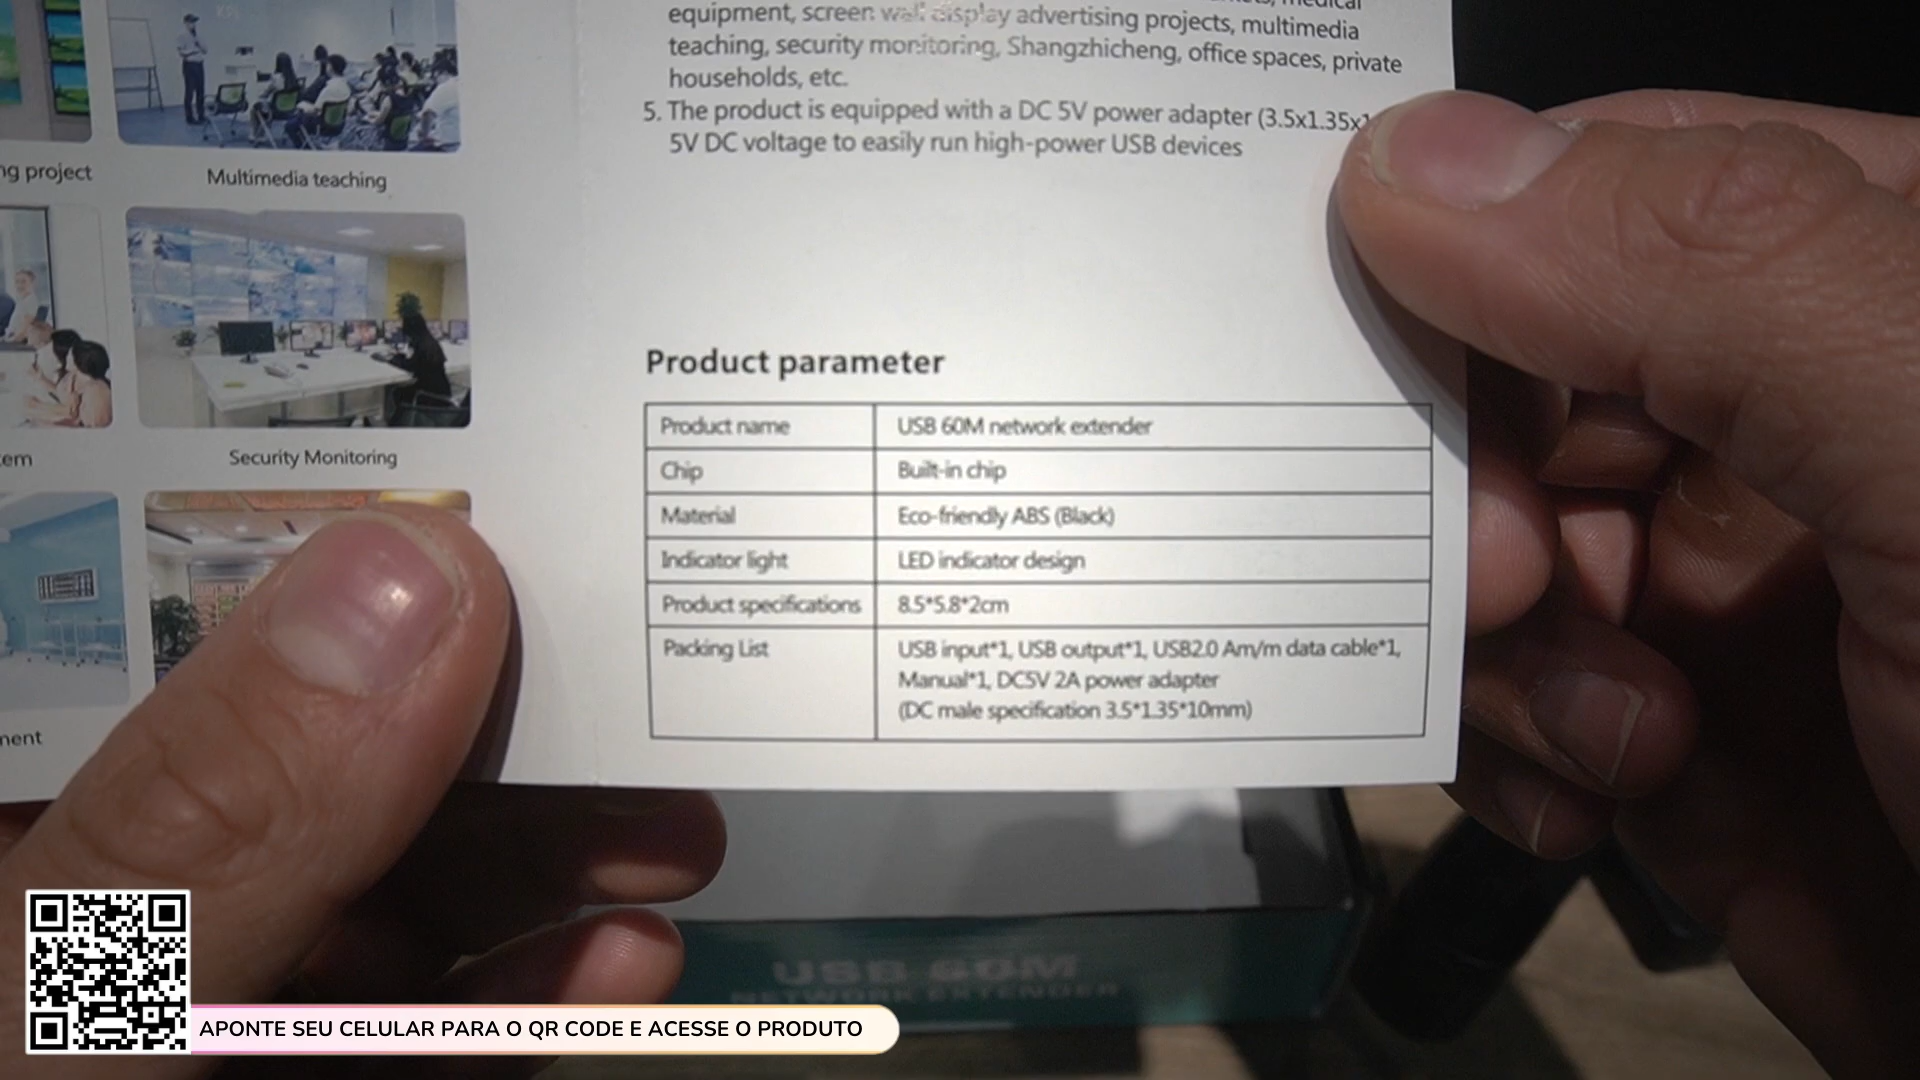 equipment, screen wall display advertising projects, multimedia
teaching, security monitoring, Shangzhicheng, office spaces, private
households, etc.
5. The product is equipped with a DC 5V power adapter (3.5x1.35x
5V DC voltage to easily run high-power USB devices
ng project
Multimedia teaching
em
Security Monitoring
ment
Product parameter
Product name USB 60M network extender
Chip Built-in chip
Material Eco-friendly ABS (Black)
Indicator light LED indicator design
Product specifications 8.5*5.8*2cm
Packing List USB input*1, USB output*1, USB2.0 Am/m data cable*1,
Manual*1, DC5V 2A power adapter
(DC male specification 3.5*1.35*10mm)
USB 60M
NETWORK EXTENDER
APONTE SEU CELULAR PARA O QR CODE E ACESSE O PRODUTO